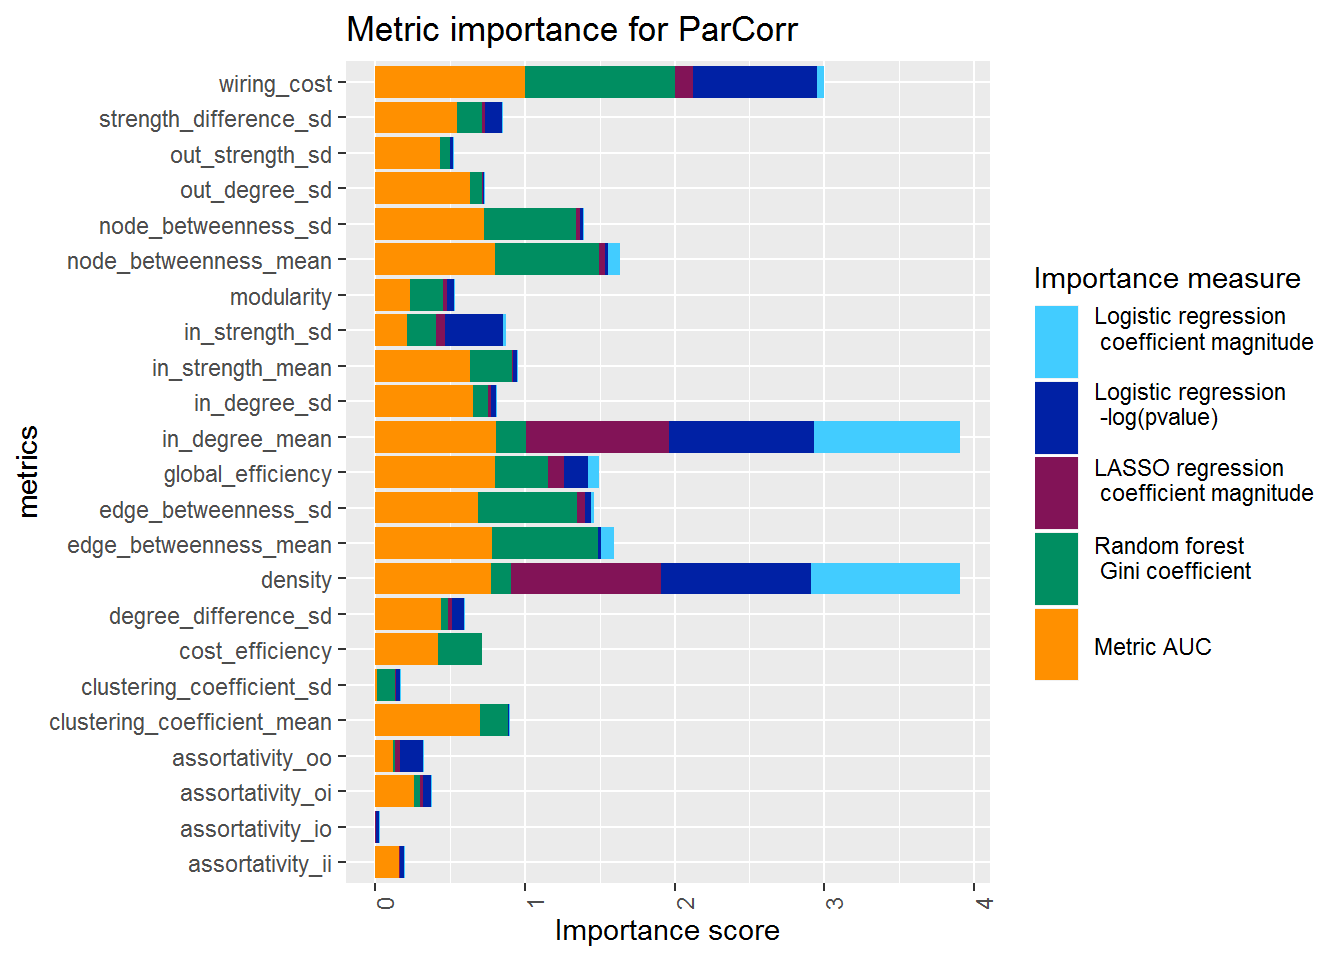 Metric importance for ParCorr
metrics
wiring_cost
strength_difference_sd
out_strength_sd
out_degree_sd
node_betweenness_sd
node_betweenness_mean
modularity
in_strength_sd
in_strength_mean
in_degree_sd
in_degree_mean
global_efficiency
edge_betweenness_sd
edge_betweenness_mean
density
degree_difference_sd
cost_efficiency
clustering_coefficient_sd
clustering_coefficient_mean
assortativity_oo
assortativity_oi
assortativity_io
assortativity_ii
0
1
2
3
4
Importance score
Importance measure
Logistic regression
coefficient magnitude
Logistic regression
-log(pvalue)
LASSO regression
coefficient magnitude
Random forest
Gini coefficient
Metric AUC